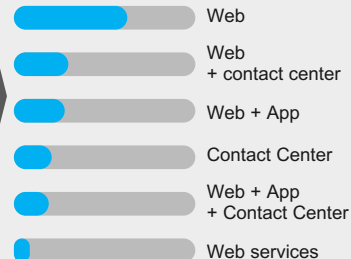 Web
Web
+ contact center
Web + App
Contact Center
Web + App
+ Contact Center
Web services